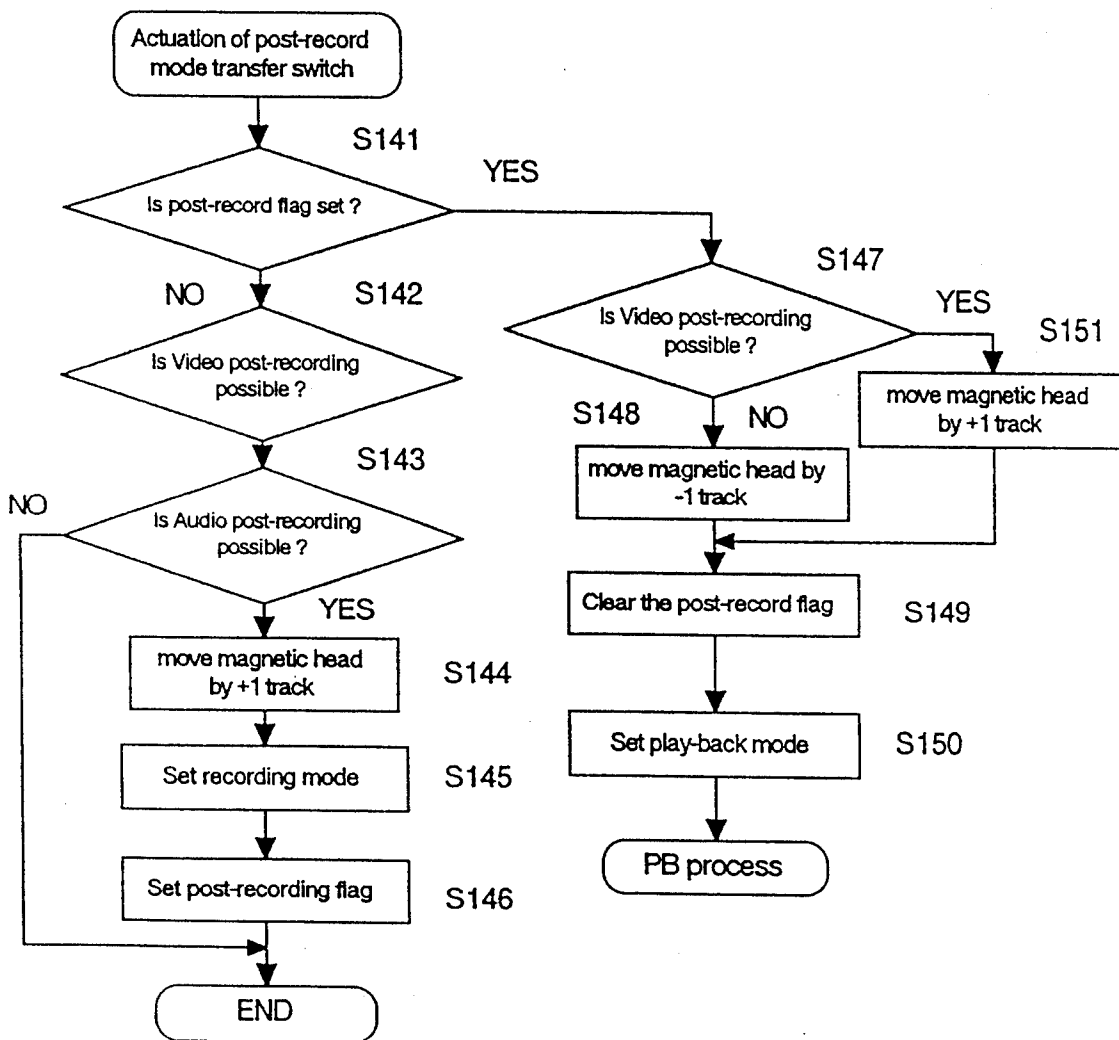 Actuation of post-record
mode transfer switch
S141
YES
Is post-record flag set ?
S147
NO
S142
YES
S151
Is Video post-recording
possible ?
Is Video post-recording
possible ?
move magnetic head
by +1 track
S148
NO
S143
move magnetic head by
-1 track
NO
Is Audio post-recording
possible ?
YES
Clear the post-record flag
S149
move magnetic head
by +1 track
S144
Set play-back mode
S150
Set recording mode
S145
PB process
Set post-recording flag
S146
END